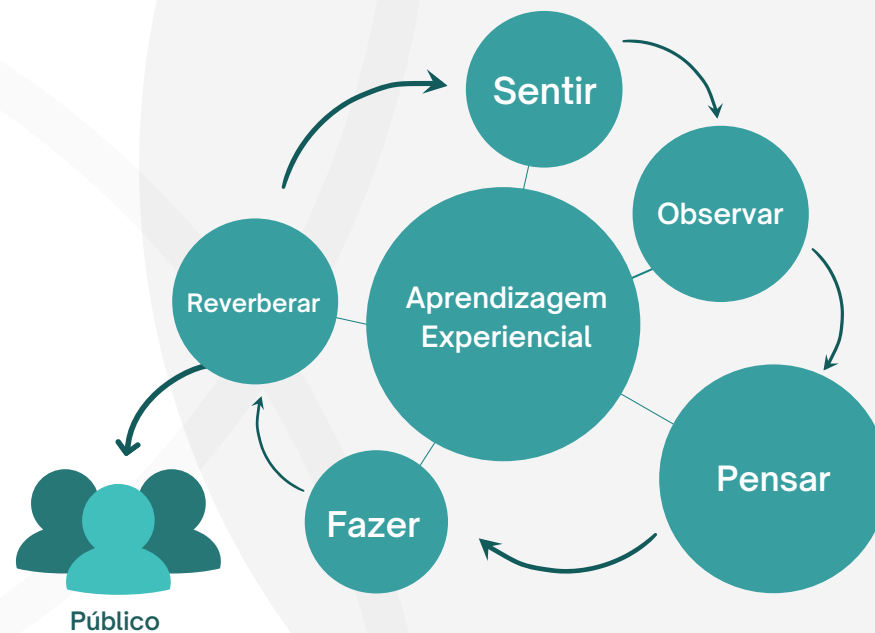 Sentir
Observar
Reverberar
Aprendizagem
Experiencial
Pensar
Fazer
Público